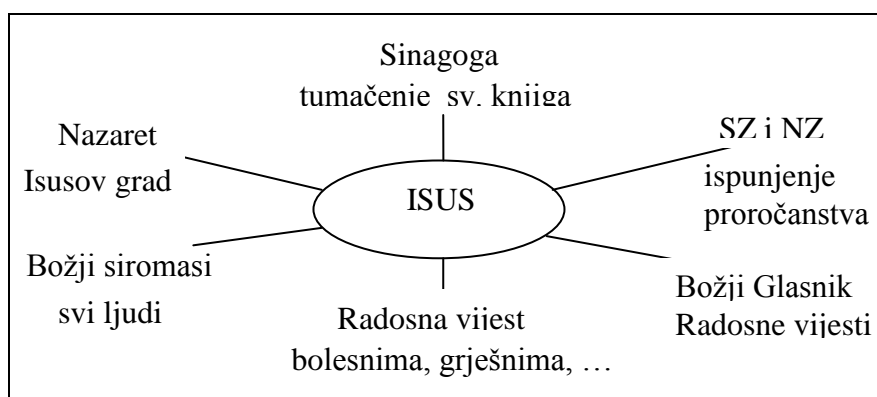 Sinagoga
tumačenje sv. knjiga
Nazaret
Isusov grad
SZ i NZ
ispunjenje
proročanstva
ISUS
Božji siromasi
svi ljudi
Radosna vijest
bolesnima, grješnima, …
Božji Glasnik
Radosne vijesti